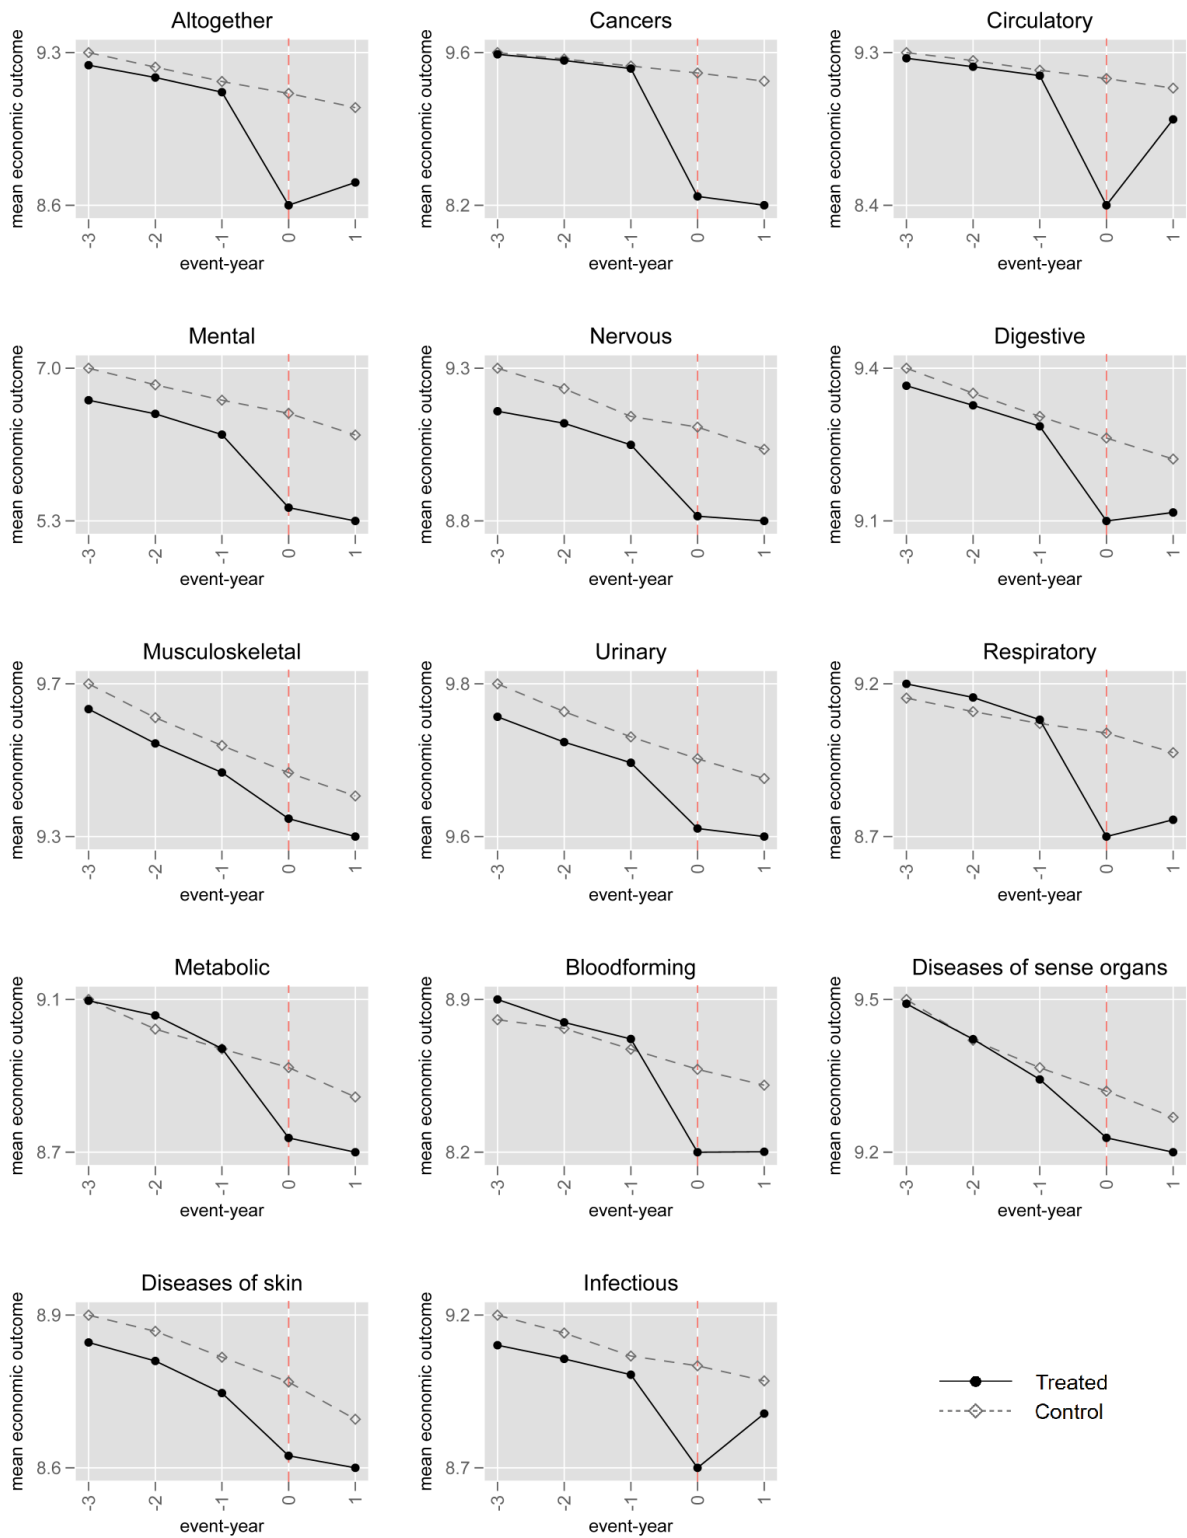 Altogether
mean economic outcome
9.3
8.6
-3 -2 -1 0 1
event-year
Cancers
mean economic outcome
9.6
8.2
-3 -2 -1 0 1
event-year
Circulatory
mean economic outcome
9.3
8.4
-3 -2 -1 0 1
event-year
Mental
mean economic outcome
7.0
5.3
-3 -2 -1 0 1
event-year
Nervous
mean economic outcome
9.3
8.8
-3 -2 -1 0 1
event-year
Digestive
mean economic outcome
9.4
9.1
-3 -2 -1 0 1
event-year
Musculoskeletal
mean economic outcome
9.7
9.3
-3 -2 -1 0 1
event-year
Urinary
mean economic outcome
9.8
9.6
-3 -2 -1 0 1
event-year
Respiratory
mean economic outcome
9.2
8.7
-3 -2 -1 0 1
event-year
Metabolic
mean economic outcome
9.1
8.7
-3 -2 -1 0 1
event-year
Bloodforming
mean economic outcome
8.9
8.2
-3 -2 -1 0 1
event-year
Diseases of sense organs
mean economic outcome
9.5
9.2
-3 -2 -1 0 1
event-year
Diseases of skin
mean economic outcome
8.9
8.6
-3 -2 -1 0 1
event-year
Infectious
mean economic outcome
9.2
8.7
-3 -2 -1 0 1
event-year
Treated
Control